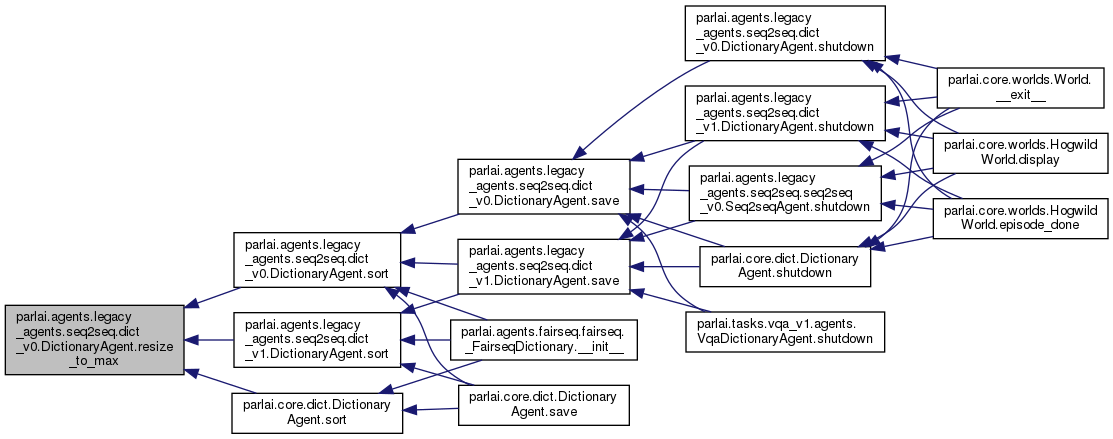 parlai.agents.legacy
_agents.seq2seq.dict
_v0.DictionaryAgent.resize
_to_max
parlai.agents.legacy
_agents.seq2seq.dict
_v0.DictionaryAgent.sort
parlai.agents.legacy
_agents.seq2seq.dict
_v1.DictionaryAgent.sort
parlai.core.dict.Dictionary
Agent.sort
parlai.agents.legacy
_agents.seq2seq.dict
_v0.DictionaryAgent.save
parlai.agents.legacy
_agents.seq2seq.dict
_v1.DictionaryAgent.save
parlai.agents.fairseq.fairseq.
_FairseqDictionary.__init__
parlai.core.dict.Dictionary
Agent.save
parlai.agents.legacy
_agents.seq2seq.dict
_v0.DictionaryAgent.shutdown
parlai.agents.legacy
_agents.seq2seq.dict
_v1.DictionaryAgent.shutdown
parlai.agents.legacy
_agents.seq2seq.seq2seq
_v0.Seq2seqAgent.shutdown
parlai.core.dict.Dictionary
Agent.shutdown
parlai.tasks.vqa_v1.agents.
VqaDictionaryAgent.shutdown
parlai.core.worlds.World.
__exit__
parlai.core.worlds.Hogwild
World.display
parlai.core.worlds.Hogwild
World.episode_done